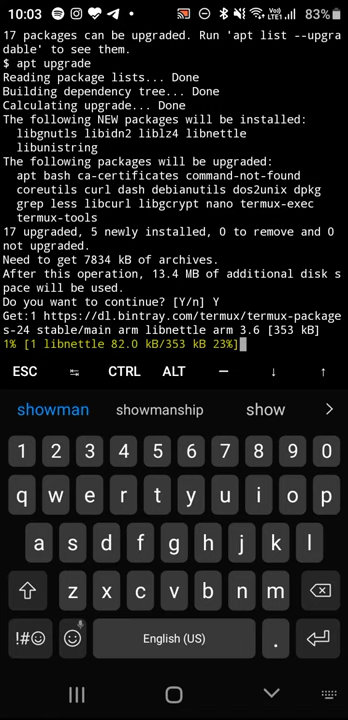 10:03
Vo)) LTE1
83%
17 packages can be upgraded. Run 'apt list --upgra
dable' to see them.
$ apt upgrade
Reading package lists... Done
Building dependency tree... Done
Calculating upgrade... Done
The following NEW packages will be installed:
libgnutls libidn2 liblz4 libnettle
libunistring
The following packages will be upgraded:
apt bash ca-certificates command-not-found
coreutils curl dash debianutils dos2unix dpkg
grep less libcurl libgcrypt nano termux-exec
termux-tools
17 upgraded, 5 newly installed, 0 to remove and 0
not upgraded.
Need to get 7834 kB of archives.
After this operation, 13.4 MB of additional disk s
pace will be used.
Do you want to continue? [Y/n] Y
Get:1 https://dl.bintray.com/termux/termux-package
s-24 stable/main arm libnettle arm 3.6 [353 kB]
1% [1 libnettle 82.0 kB/353 kB 23%]
ESC CTRL ALT – ↓ ↑
showman showmanship show
1 2 3 4 5 6 7 8 9 0
q w e r t y u i o p
a s d f g h j k l
z x c v b n m
!#☺ English (US) .